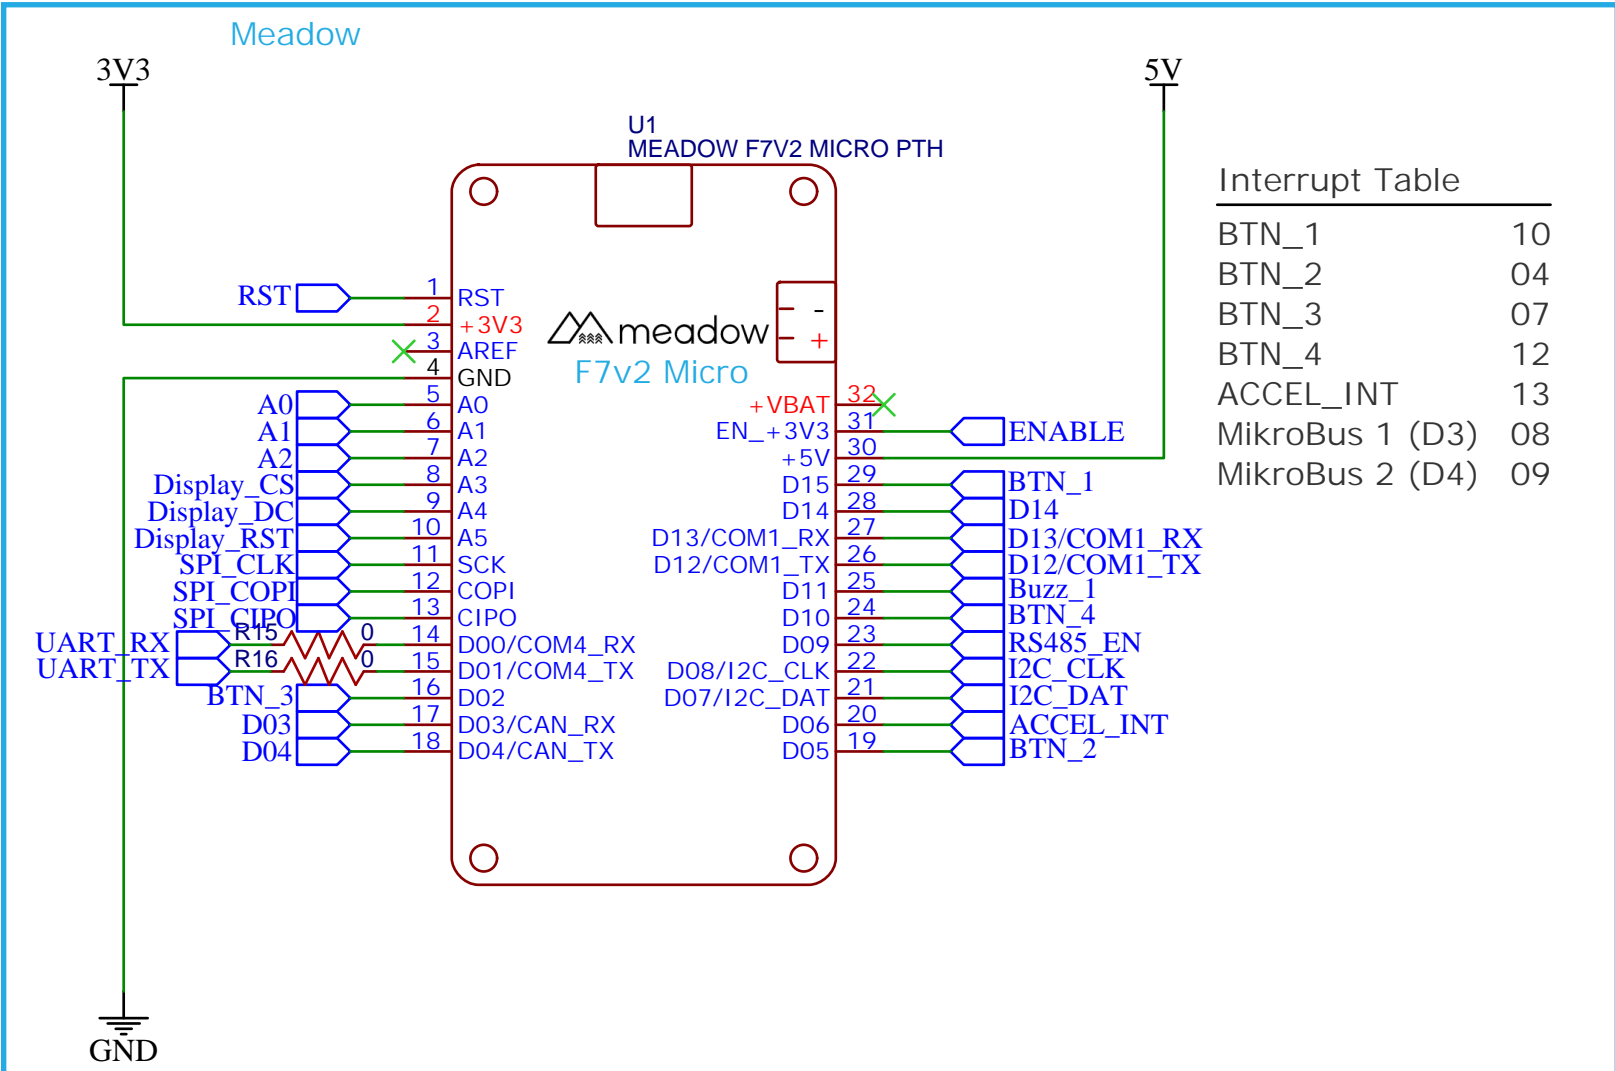 Meadow
3V3
5V
U1
MEADOW F7V2 MICRO PTH
Interrupt Table
BTN_1 10
BTN_2 04
BTN_3 07
BTN_4 12
ACCEL_INT 13
MikroBus 1 (D3) 08
MikroBus 2 (D4) 09
meadow
F7v2 Micro
- 
+
RST 1 RST
2 +3V3
3 AREF
4 GND
A0 5 A0
A1 6 A1
A2 7 A2
Display_CS 8 A3
Display_DC 9 A4
Display_RST 10 A5
SPI_CLK 11 SCK
SPI_COPI 12 COPI
SPI_CIPO 13 CIPO
UART_RX R15 0 14 D00/COM4_RX
UART_TX R16 0 15 D01/COM4_TX
BTN_3 16 D02
D03 17 D03/CAN_RX
D04 18 D04/CAN_TX
+VBAT 32
EN_+3V3 31 ENABLE
+5V 30
D15 29 BTN_1
D14 28 D14
D13/COM1_RX 27 D13/COM1_RX
D12/COM1_TX 26 D12/COM1_TX
D11 25 Buzz_1
D10 24 BTN_4
D09 23 RS485_EN
D08/I2C_CLK 22 I2C_CLK
D07/I2C_DAT 21 I2C_DAT
D06 20 ACCEL_INT
D05 19 BTN_2
GND